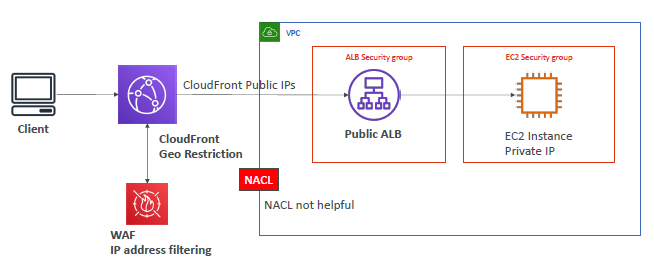 VPC
ALB Security group
EC2 Security group
CloudFront Public IPs
Client
Public ALB
CloudFront
Geo Restriction
EC2 Instance
Private IP
NACL
NACL not helpful
WAF
IP address filtering